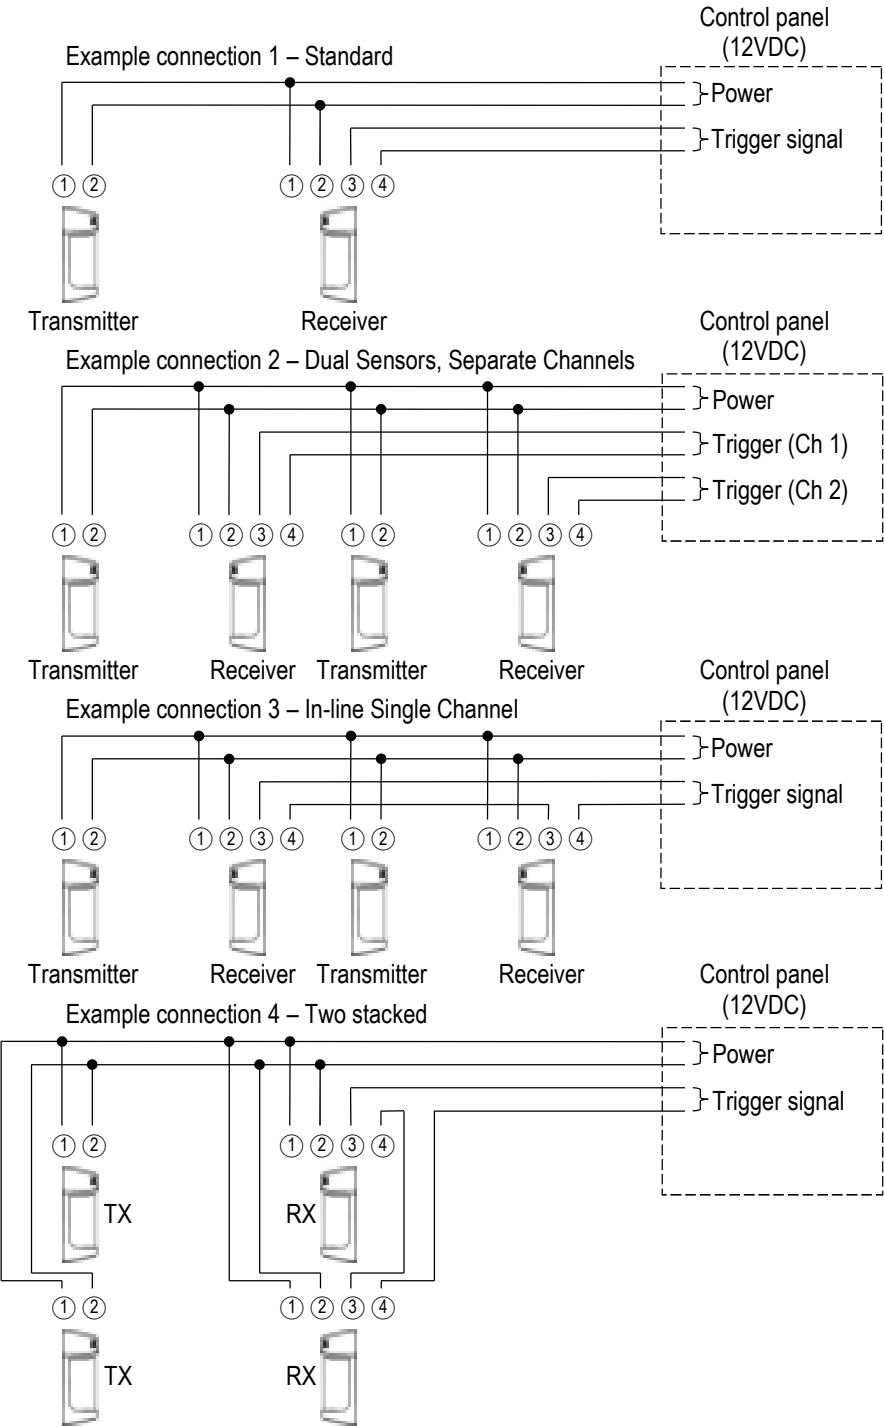 Control panel
(12VDC)
Example connection 1 – Standard
Power
Trigger signal
① ② ① ② ③ ④
Transmitter Receiver
Control panel
(12VDC)
Example connection 2 – Dual Sensors, Separate Channels
Power
Trigger (Ch 1)
Trigger (Ch 2)
① ② ① ② ③ ④ ① ② ① ② ③ ④
Transmitter Receiver Transmitter Receiver
Control panel
(12VDC)
Example connection 3 – In-line Single Channel
Power
Trigger signal
① ② ① ② ③ ④ ① ② ① ② ③ ④
Transmitter Receiver Transmitter Receiver
Control panel
(12VDC)
Example connection 4 – Two stacked
Power
Trigger signal
① ② ① ② ③ ④
TX RX
① ② ① ② ③ ④
TX RX